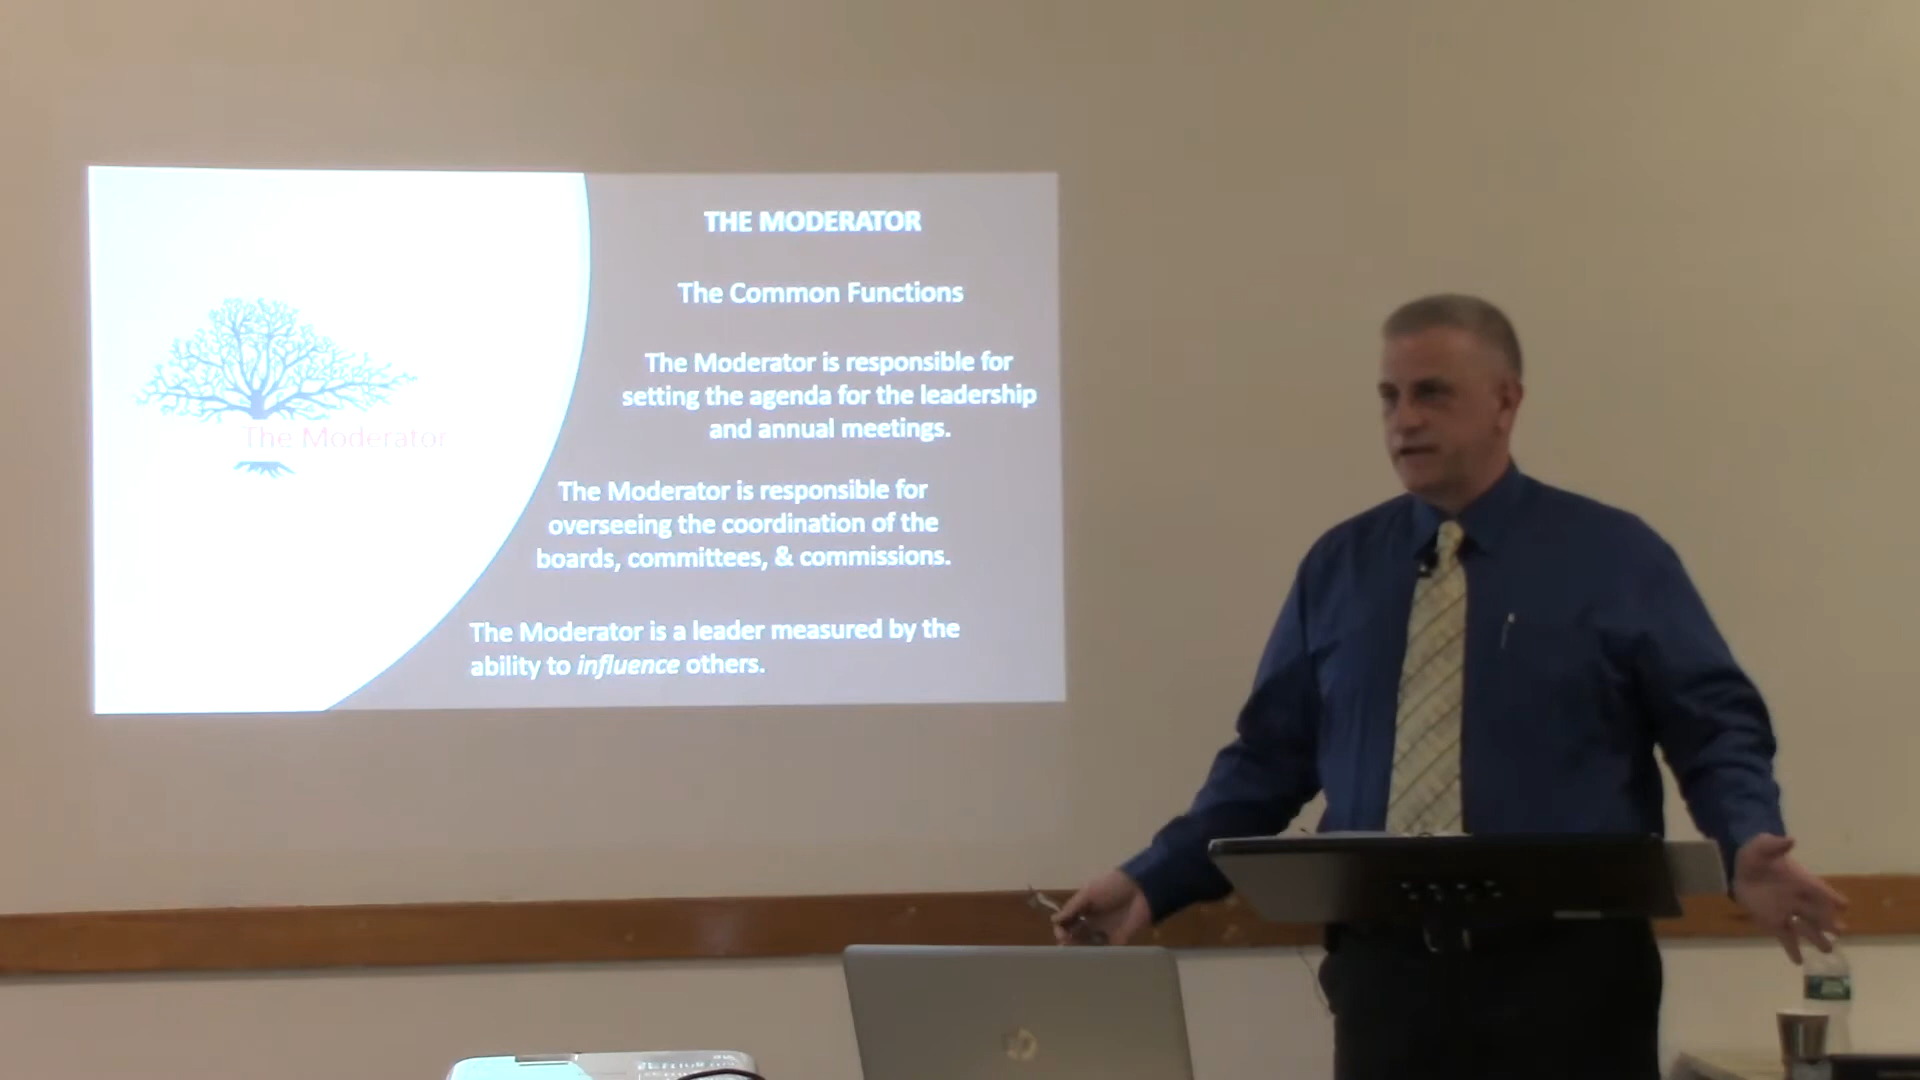 THE MODERATOR
The Common Functions
The Moderator is responsible for
setting the agenda for the leadership
and annual meetings.
The Moderator
The Moderator is responsible for
overseeing the coordination of the
boards, committees, & commissions.
The Moderator is a leader measured by the
ability to influence others.
hp